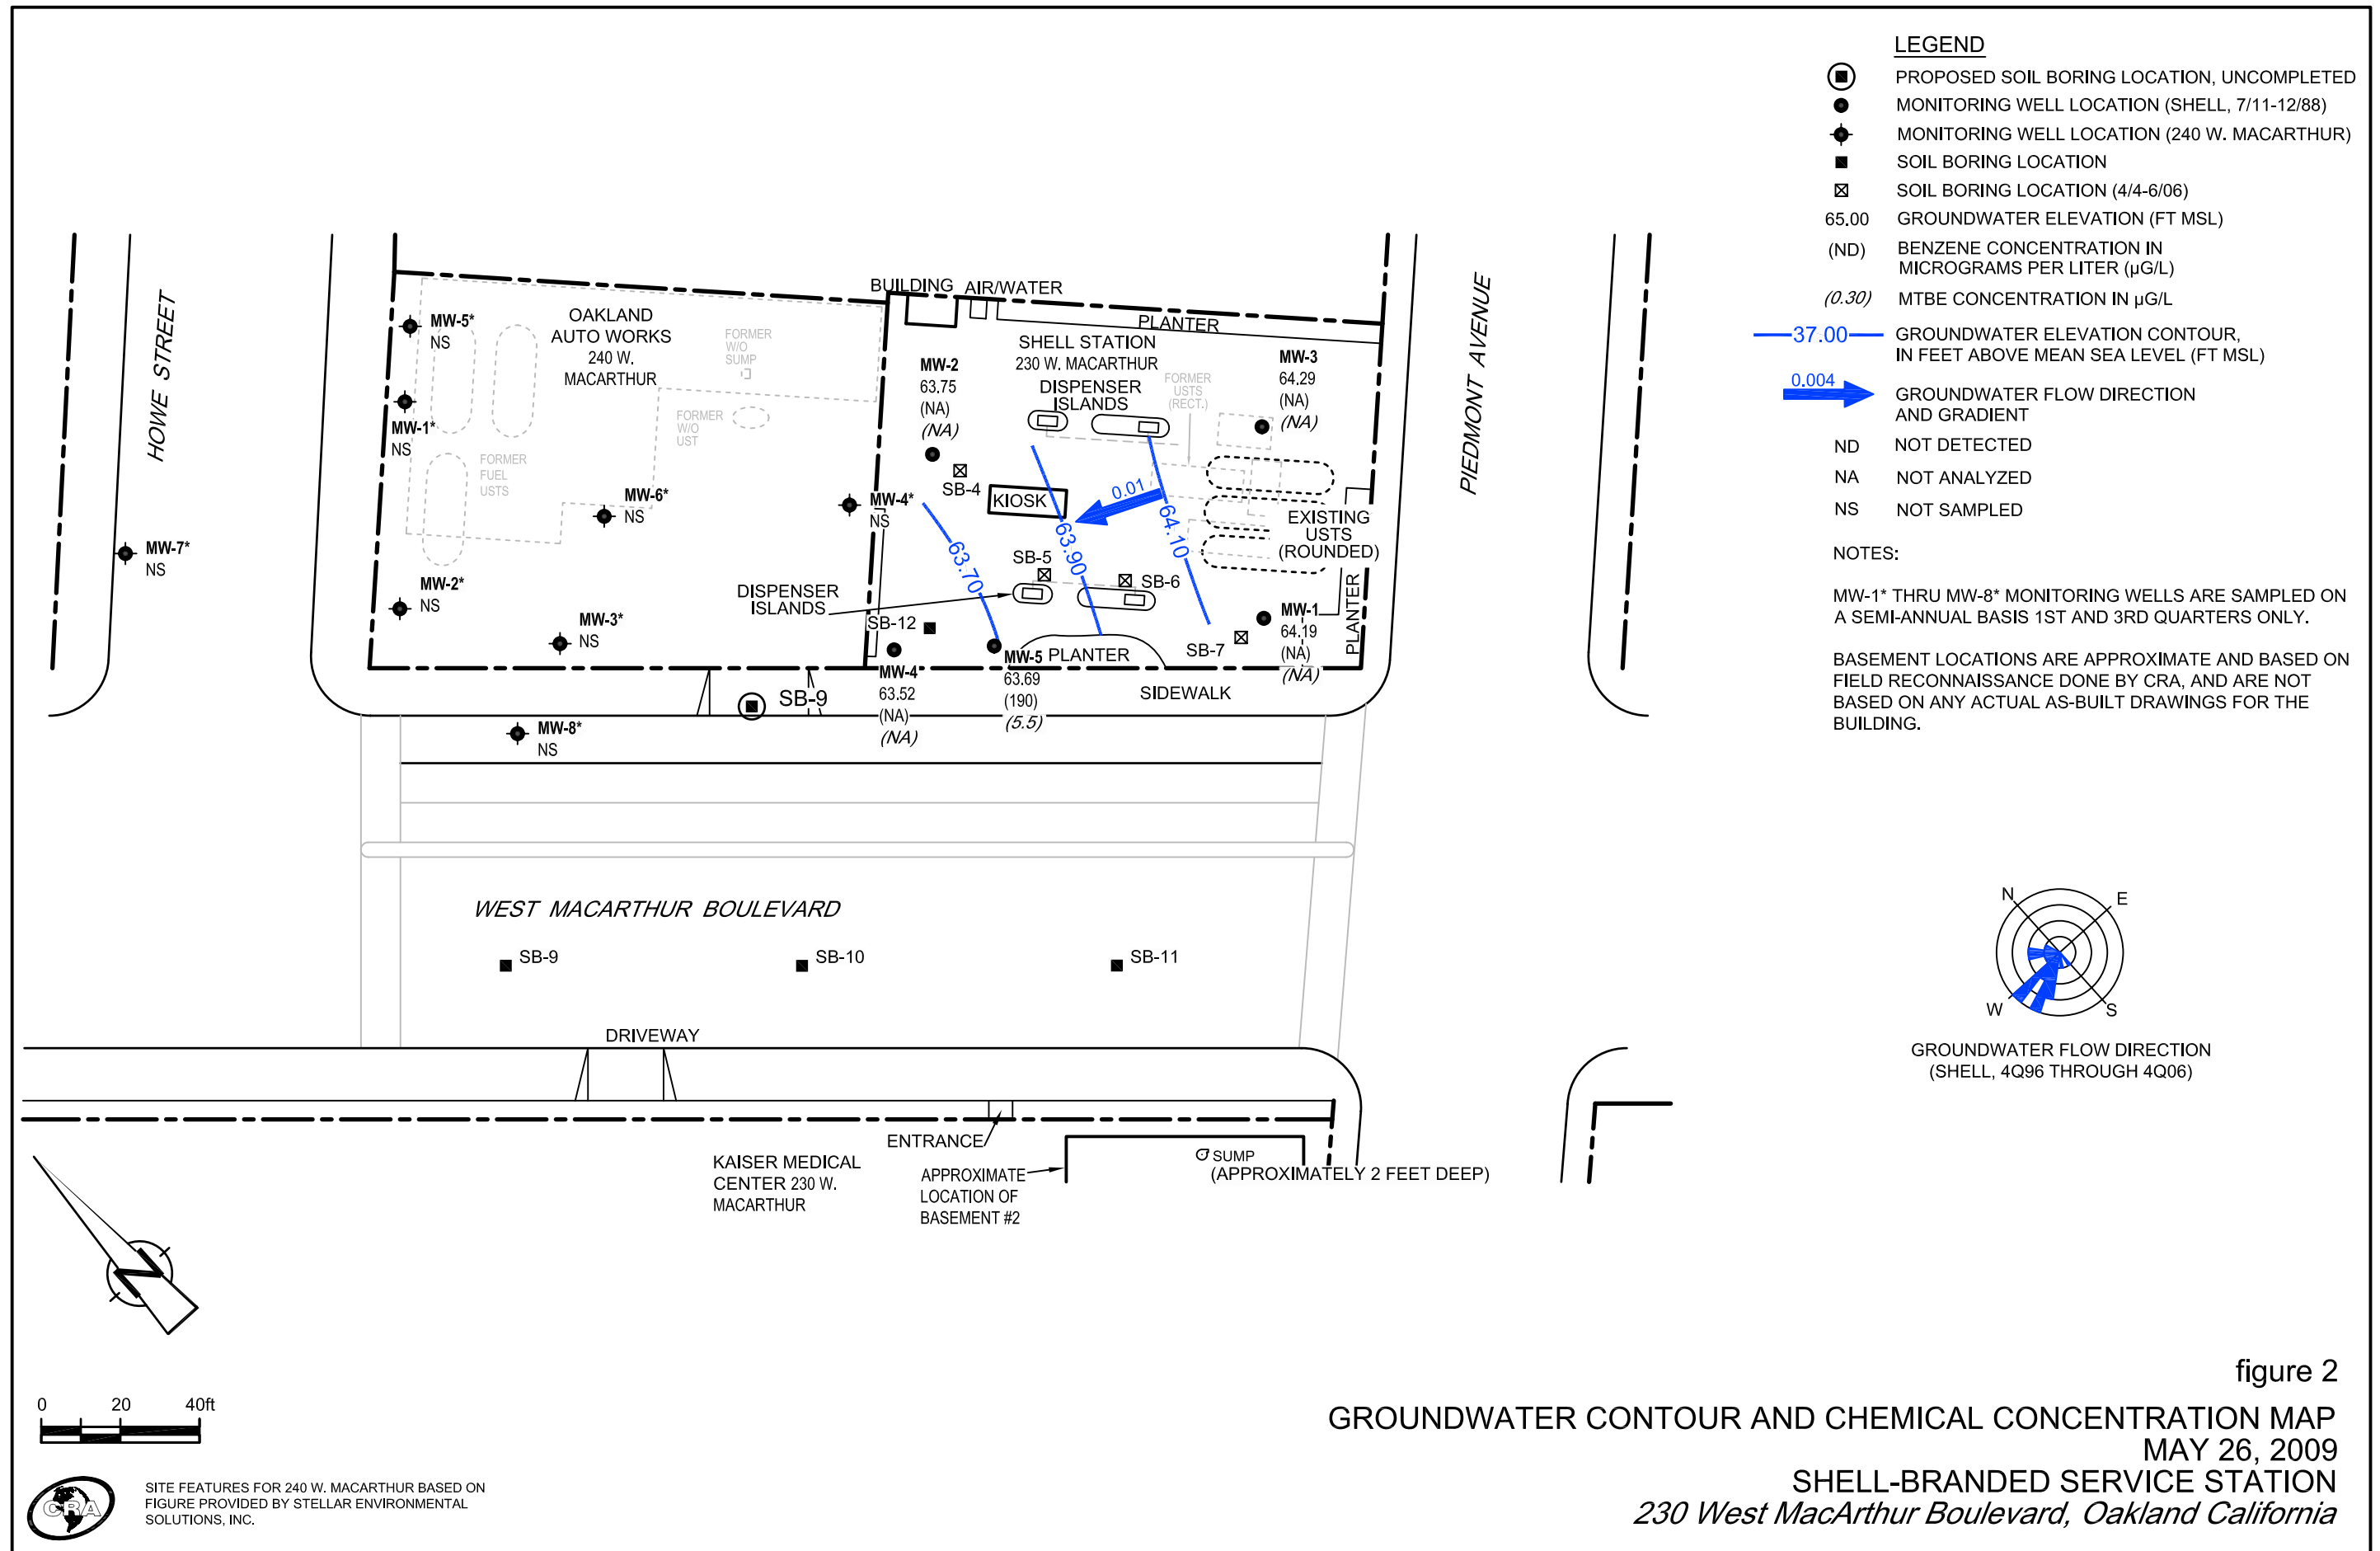 LEGEND
PROPOSED SOIL BORING LOCATION, UNCOMPLETED
MONITORING WELL LOCATION (SHELL, 7/11-12/88)
MONITORING WELL LOCATION (240 W. MACARTHUR)
SOIL BORING LOCATION
SOIL BORING LOCATION (4/4-6/06)
65.00 GROUNDWATER ELEVATION (FT MSL)
(ND) BENZENE CONCENTRATION IN
MICROGRAMS PER LITER (µG/L)
(0.30) MTBE CONCENTRATION IN µG/L
37.00 GROUNDWATER ELEVATION CONTOUR,
IN FEET ABOVE MEAN SEA LEVEL (FT MSL)
0.004
GROUNDWATER FLOW DIRECTION
AND GRADIENT
ND NOT DETECTED
NA NOT ANALYZED
NS NOT SAMPLED
NOTES:
MW-1* THRU MW-8* MONITORING WELLS ARE SAMPLED ON
A SEMI-ANNUAL BASIS 1ST AND 3RD QUARTERS ONLY.
BASEMENT LOCATIONS ARE APPROXIMATE AND BASED ON
FIELD RECONNAISSANCE DONE BY CRA, AND ARE NOT
BASED ON ANY ACTUAL AS-BUILT DRAWINGS FOR THE
BUILDING.
HOWE STREET
MW-5*
NS
MW-1*
NS
MW-7*
NS
MW-2*
NS
MW-6*
NS
MW-3*
NS
MW-4*
NS
MW-8*
NS
OAKLAND
AUTO WORKS
240 W.
MACARTHUR
FORMER
W/O
SUMP
FORMER
W/O
UST
FORMER
FUEL
USTS
BUILDING
AIR/WATER
PLANTER
SHELL STATION
230 W. MACARTHUR
DISPENSER
ISLANDS
FORMER
USTS
(RECT.)
MW-2
63.75
(NA)
(NA)
MW-3
64.29
(NA)
(NA)
SB-4
KIOSK
0.01
63.70
63.90
64.10
EXISTING
USTS
(ROUNDED)
SB-5
SB-6
DISPENSER
ISLANDS
SB-12
SB-7
MW-1
64.19
(NA)
(NA)
PLANTER
MW-4
63.52
(NA)
(NA)
MW-5
63.69
(190)
(5.5)
PLANTER
SIDEWALK
SB-9
PIEDMONT AVENUE
WEST MACARTHUR BOULEVARD
SB-9
SB-10
SB-11
DRIVEWAY
ENTRANCE
KAISER MEDICAL
CENTER 230 W.
MACARTHUR
APPROXIMATE
LOCATION OF
BASEMENT #2
SUMP
(APPROXIMATELY 2 FEET DEEP)
N
E
W
S
GROUNDWATER FLOW DIRECTION
(SHELL, 4Q96 THROUGH 4Q06)
N
0 20 40ft
CRA
SITE FEATURES FOR 240 W. MACARTHUR BASED ON
FIGURE PROVIDED BY STELLAR ENVIRONMENTAL
SOLUTIONS, INC.
figure 2
GROUNDWATER CONTOUR AND CHEMICAL CONCENTRATION MAP
MAY 26, 2009
SHELL-BRANDED SERVICE STATION
230 West MacArthur Boulevard, Oakland California